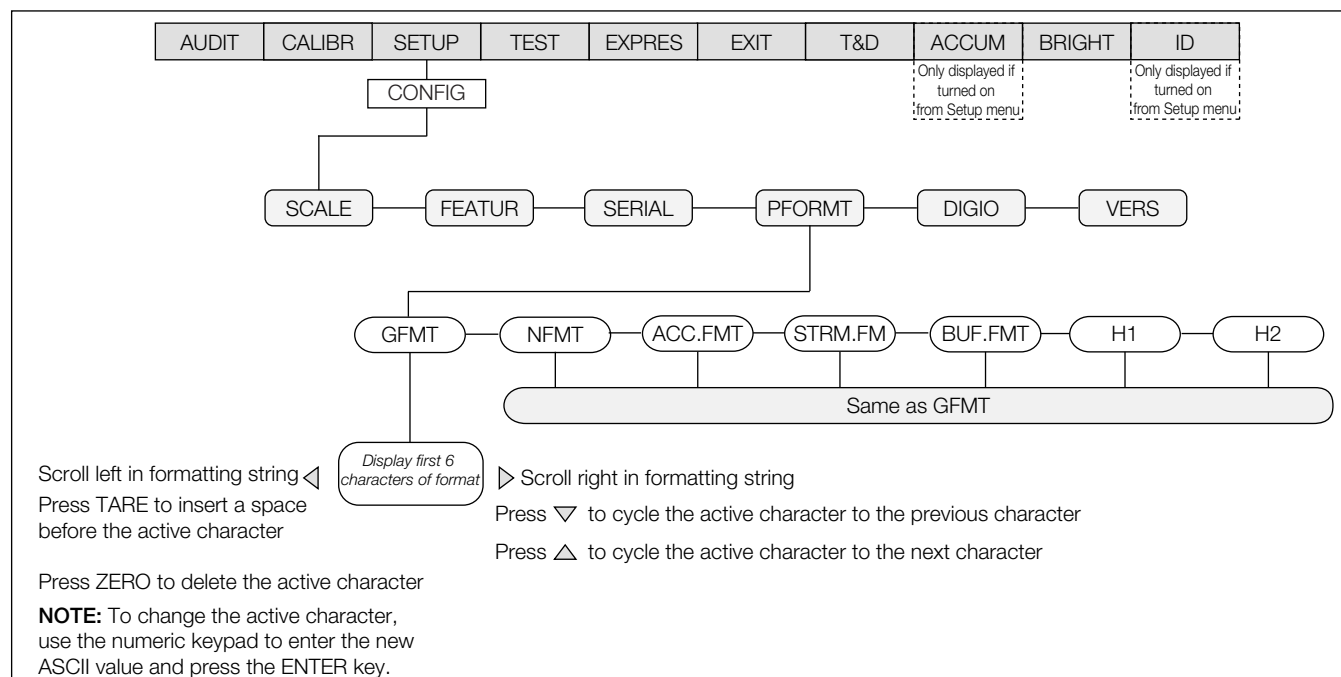 AUDIT CALIBR SETUP TEST EXPRES EXIT T&D ACCUM BRIGHT ID
Only displayed if
turned on
from Setup menu
Only displayed if
turned on
from Setup menu
CONFIG
SCALE FEATUR SERIAL PFORMT DIGIO VERS
GFMT NFMT ACC.FMT STRM.FM BUF.FMT H1 H2
Same as GFMT
Display first 6
characters of format
Scroll left in formatting string
Press TARE to insert a space
before the active character
Press ZERO to delete the active character
NOTE: To change the active character,
use the numeric keypad to enter the new
ASCII value and press the ENTER key.
Scroll right in formatting string
Press ▽ to cycle the active character to the previous character
Press △ to cycle the active character to the next character